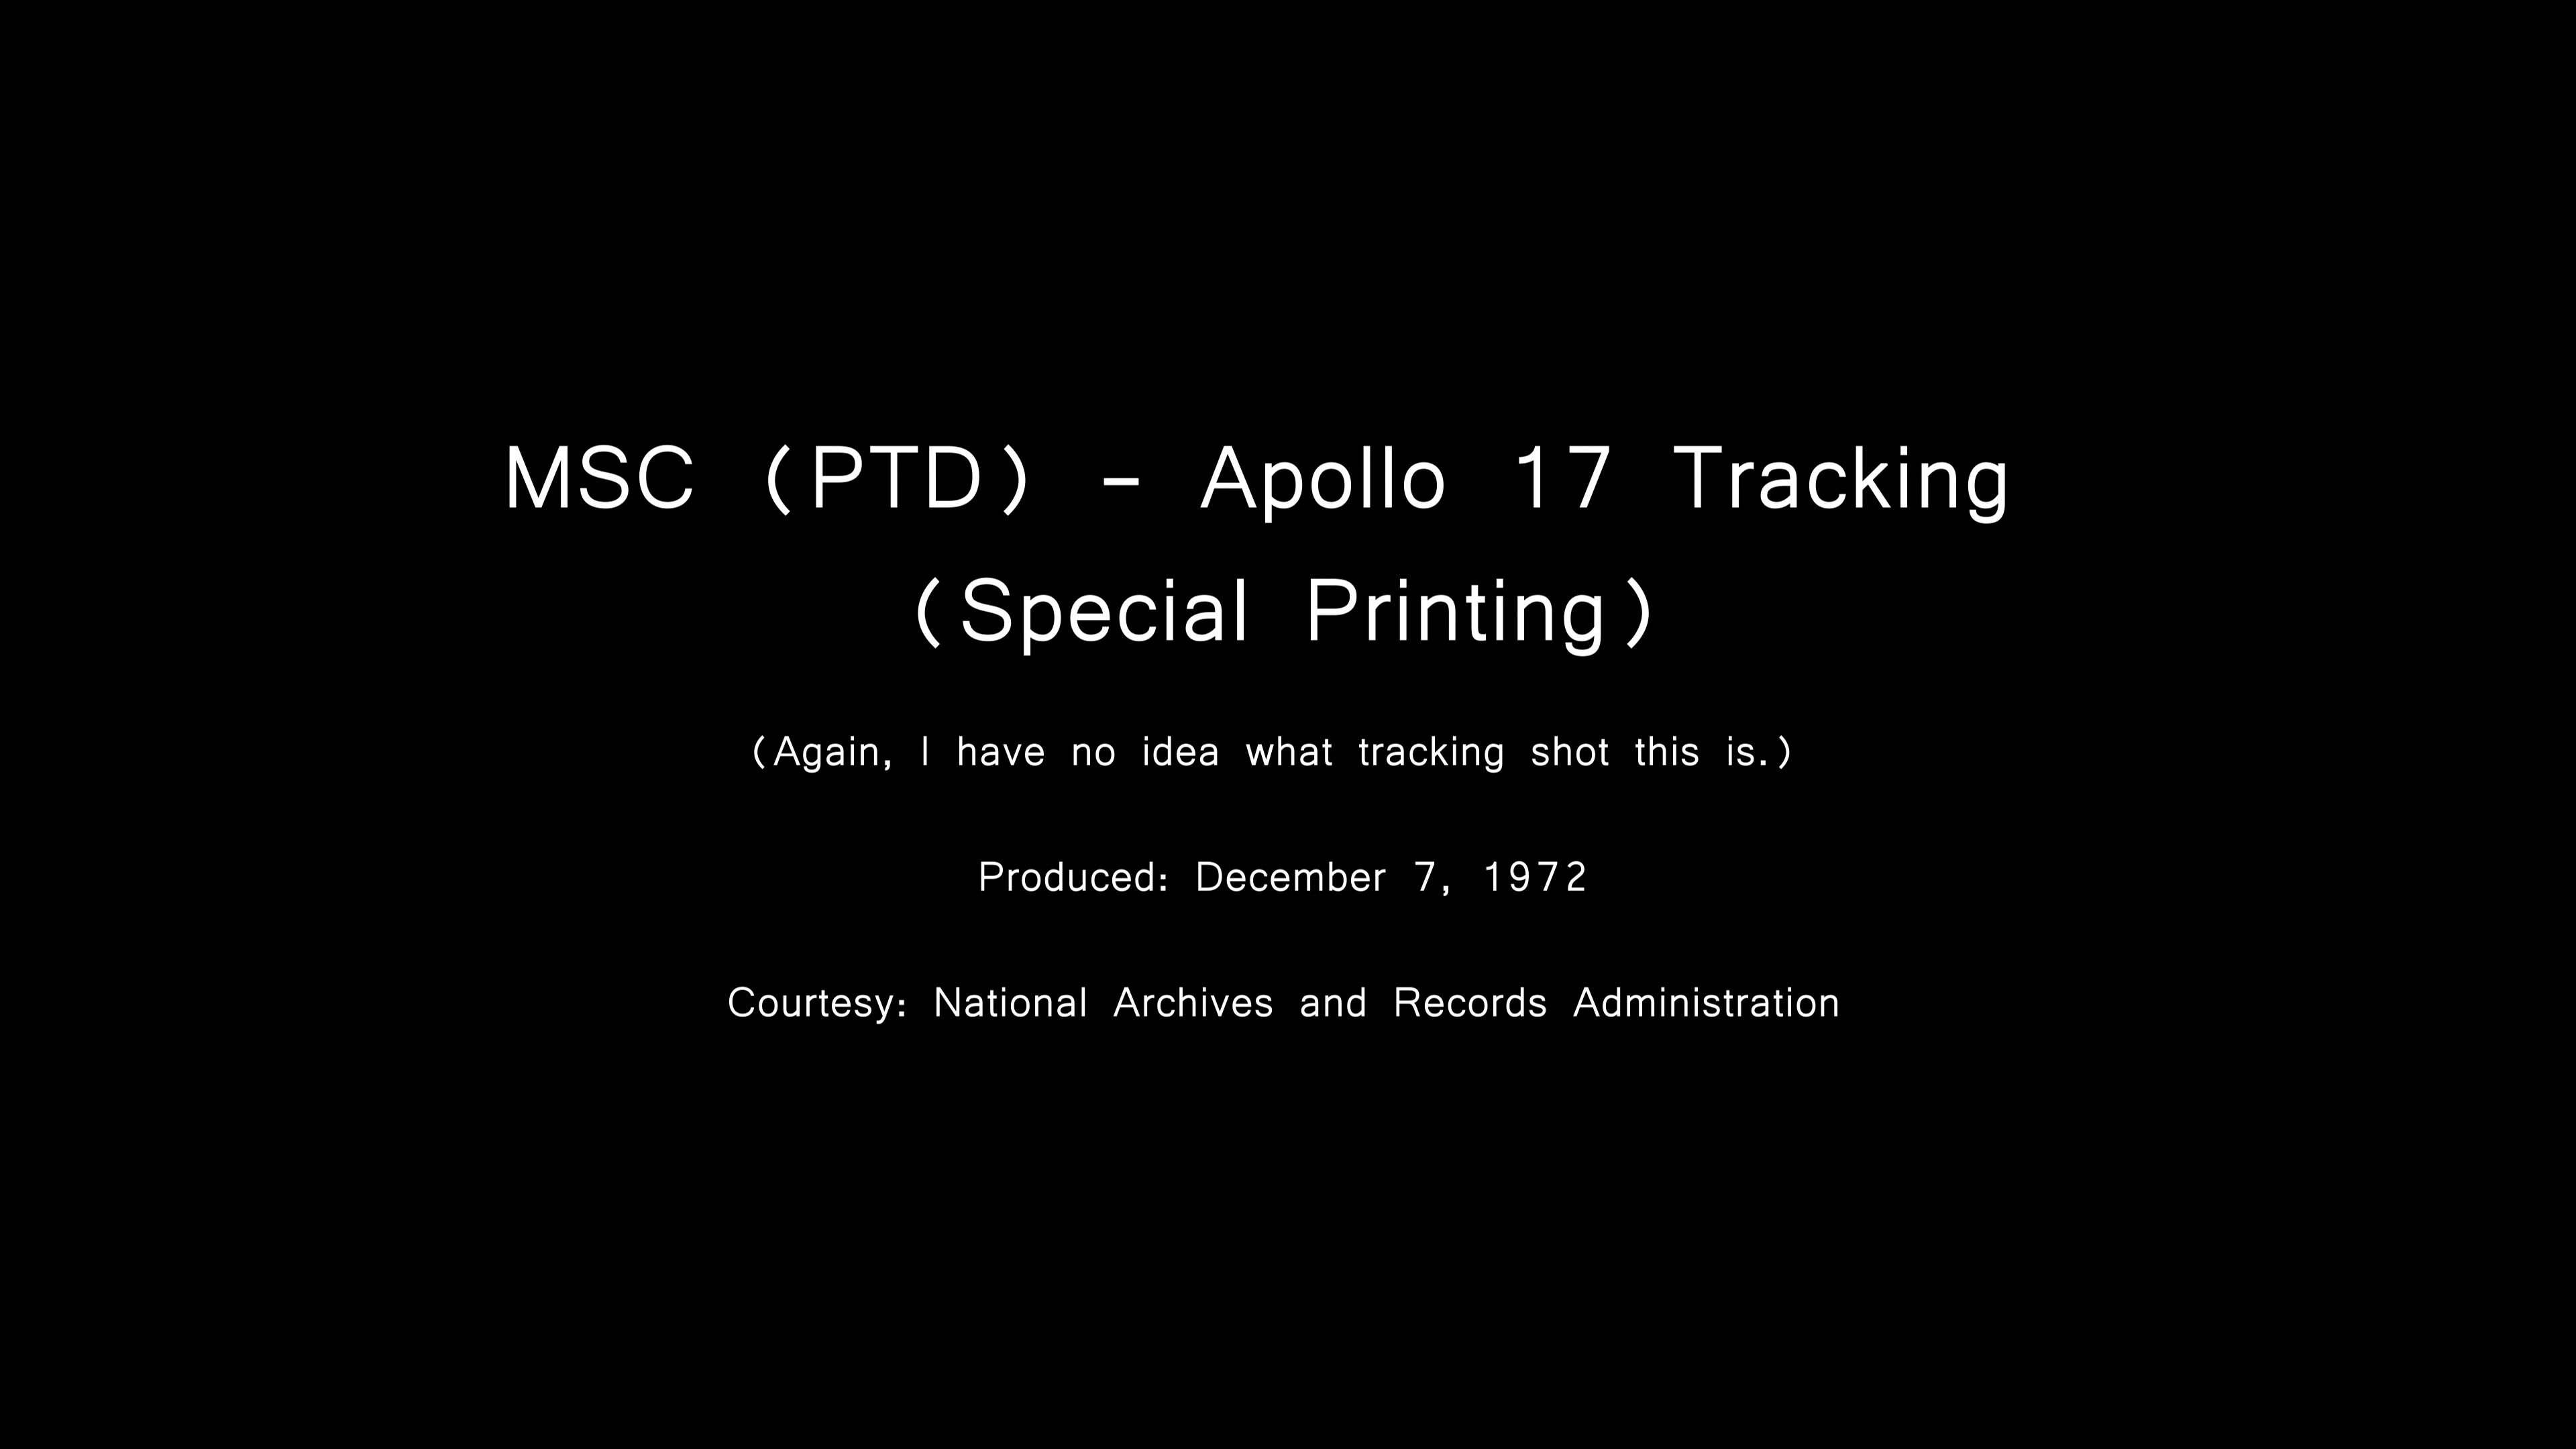 MSC (PTD) - Apollo 17 Tracking
(Special Printing)
(Again, I have no idea what tracking shot this is.)
Produced: December 7, 1972
Courtesy: National Archives and Records Administration